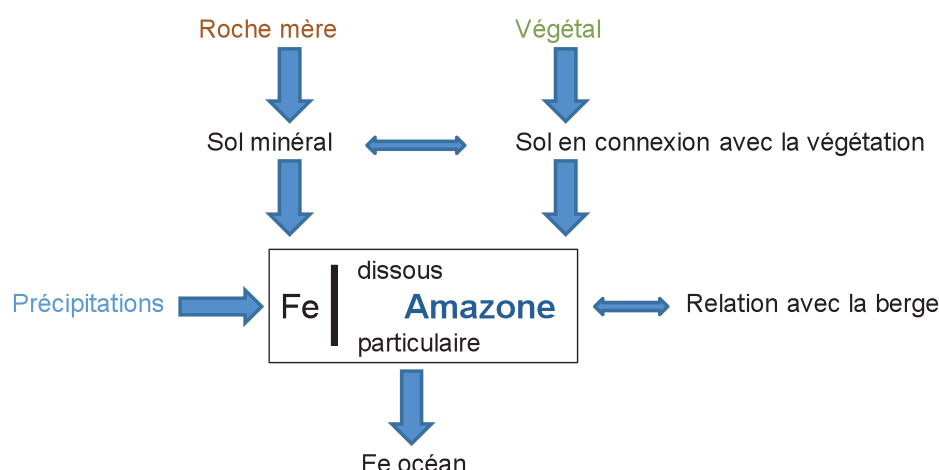 Roche mère
Végétal
Sol minéral
Sol en connexion avec la végétation
dissous
Précipitations
Fe
Amazone
Relation avec la berge
particulaire
Fe océan